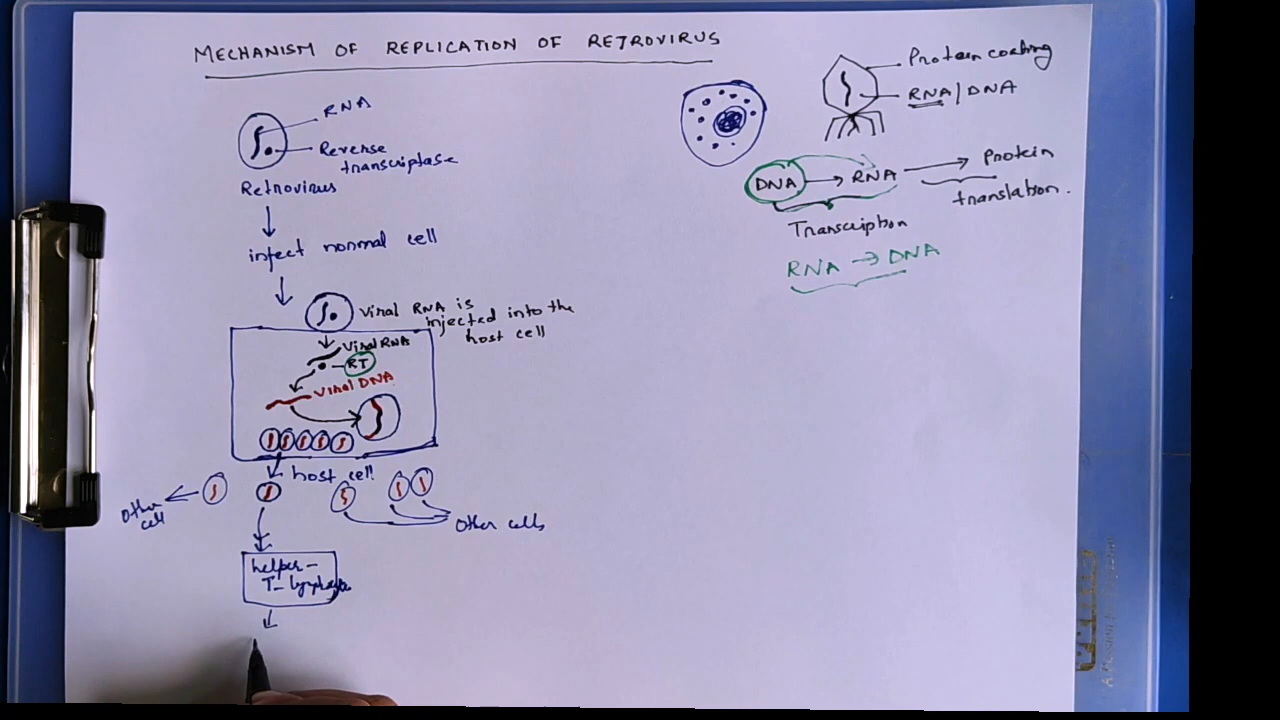 MECHANISM OF REPLICATION OF RETROVIRUS
RNA
Reverse
transcriptase
Retrovirus
infect normal cell
Viral RNA is
injected into the
host cell
Viral RNA
RT
Viral DNA
host cell
Other
cell
Other cells
helper-
T-
Protein coating
RNA/DNA
DNA → RNA → Protein
translation.
Transcription
RNA → DNA